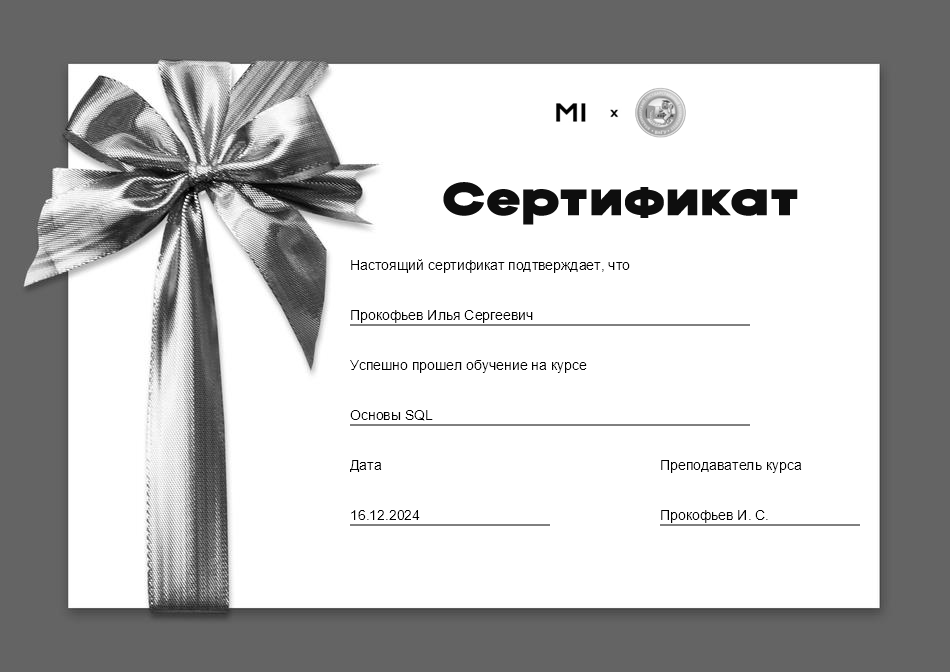 MI x
Сертификат
Настоящий сертификат подтверждает, что
Прокофьев Илья Сергеевич
Успешно прошел обучение на курсе
Основы SQL
Дата
Преподаватель курса
16.12.2024
Прокофьев И. С.